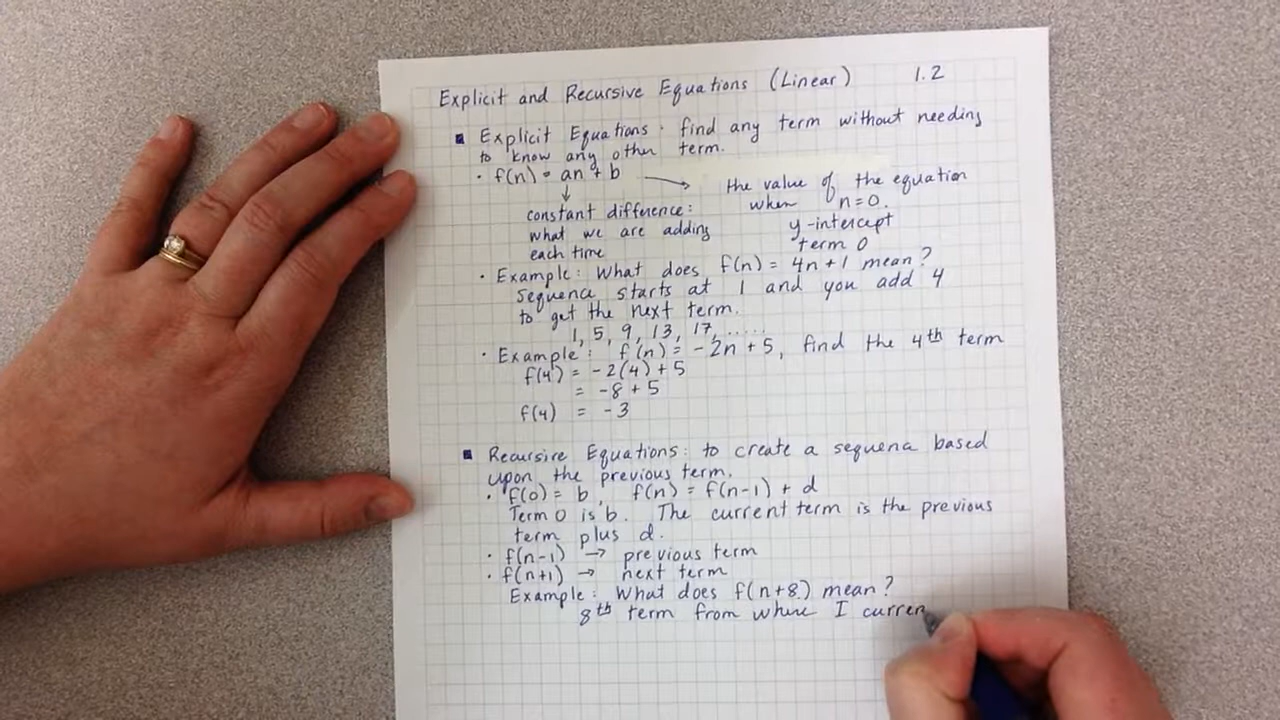 Explicit and Recursive Equations (Linear) 1.2
Explicit Equations: find any term without needing
to know any other term.
• f(n) = an + b → the value of the equation
when n=0.
constant difference:
what we are adding
each time
y-intercept
term 0
• Example: What does f(n) = 4n+1 mean?
Sequence starts at 1 and you add 4
to get the next term.
1, 5, 9, 13, 17, .....
• Example: f(n) = -2n+5, find the 4th term
f(4) = -2(4)+5
= -8+5
f(4) = -3
Recursive Equations: to create a sequence based
upon the previous term.
• f(0) = b, f(n) = f(n-1) + d
Term 0 is b. The current term is the previous
term plus d.
• f(n-1) → previous term
• f(n+1) → next term
Example: What does f(n+8) mean?
8th term from where I curren